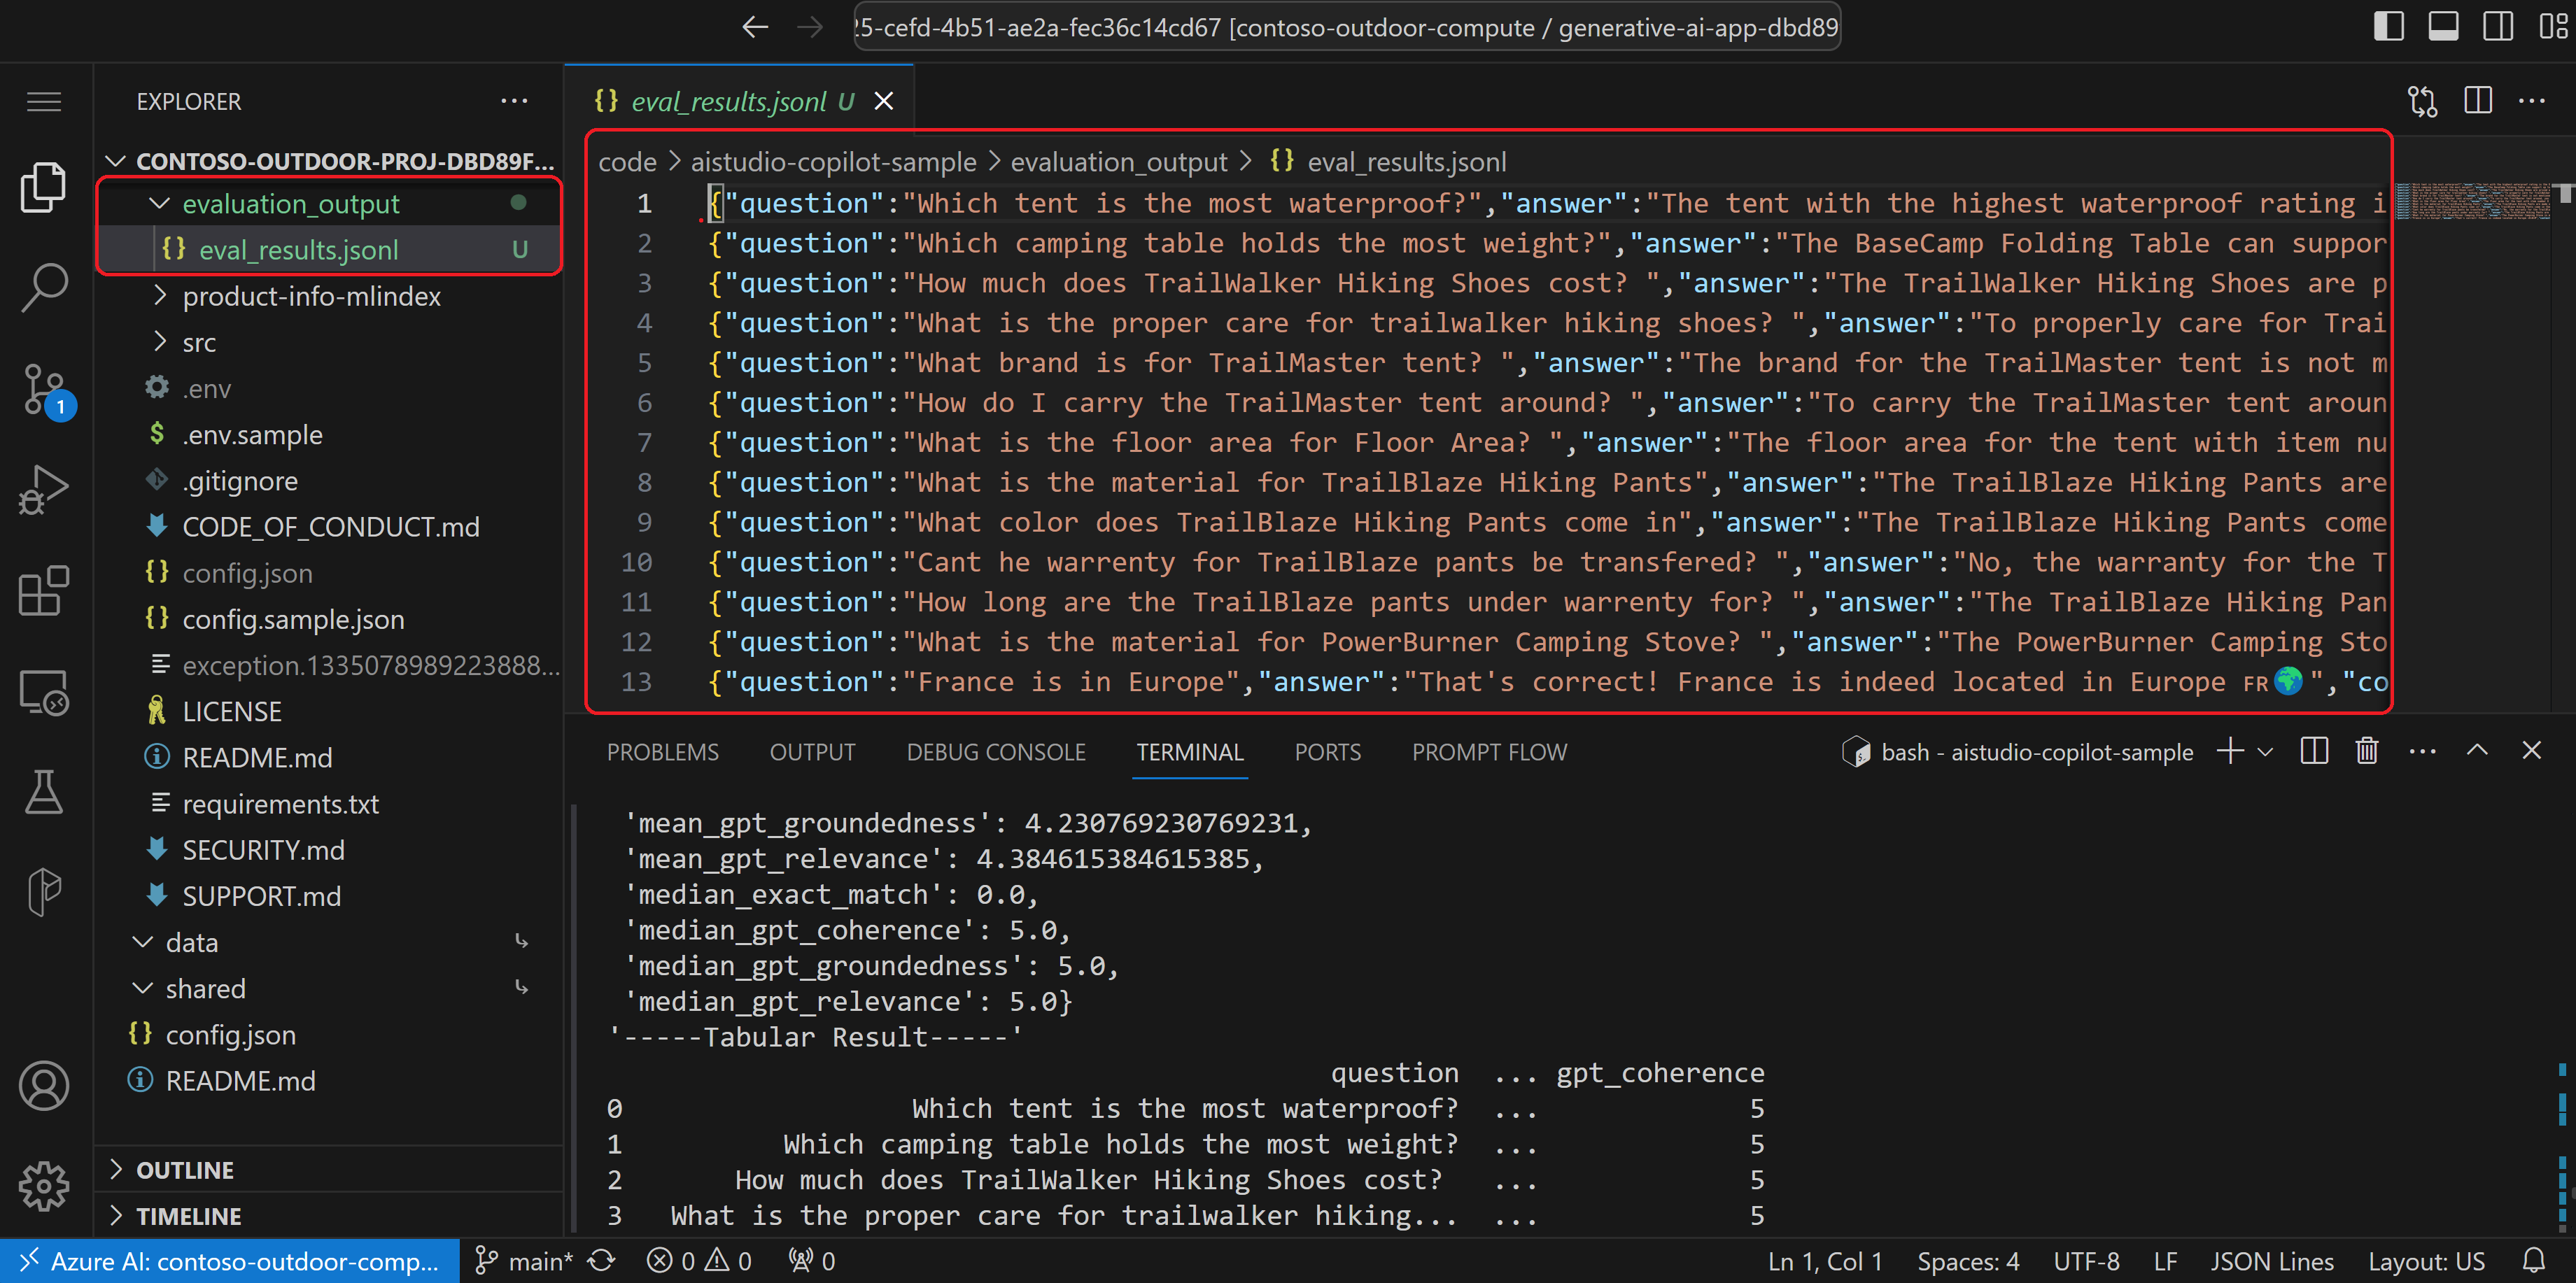 25-cefd-4b51-ae2a-fec36c14cd67 [contoso-outdoor-compute / generative-ai-app-dbd89
EXPLORER
CONTOSO-OUTDOOR-PROJ-DBD89F...
evaluation_output
{} eval_results.jsonl U
product-info-mlindex
src
.env
$ .env.sample
.gitignore
CODE_OF_CONDUCT.md
{} config.json
{} config.sample.json
exception.1335078989223888...
LICENSE
README.md
requirements.txt
SECURITY.md
SUPPORT.md
data
shared
{} config.json
README.md
OUTLINE
TIMELINE
1
{} eval_results.jsonl U
code > aistudio-copilot-sample > evaluation_output > {} eval_results.jsonl
1 {"question":"Which tent is the most waterproof?","answer":"The tent with the highest waterproof rating i
2 {"question":"Which camping table holds the most weight?","answer":"The BaseCamp Folding Table can suppor
3 {"question":"How much does TrailWalker Hiking Shoes cost? ","answer":"The TrailWalker Hiking Shoes are p
4 {"question":"What is the proper care for trailwalker hiking shoes? ","answer":"To properly care for Trai
5 {"question":"What brand is for TrailMaster tent? ","answer":"The brand for the TrailMaster tent is not m
6 {"question":"How do I carry the TrailMaster tent around? ","answer":"To carry the TrailMaster tent aroun
7 {"question":"What is the floor area for Floor Area? ","answer":"The floor area for the tent with item nu
8 {"question":"What is the material for TrailBlaze Hiking Pants","answer":"The TrailBlaze Hiking Pants are
9 {"question":"What color does TrailBlaze Hiking Pants come in","answer":"The TrailBlaze Hiking Pants come
10 {"question":"Cant he warrenty for TrailBlaze pants be transfered? ","answer":"No, the warranty for the T
11 {"question":"How long are the TrailBlaze pants under warrenty for? ","answer":"The TrailBlaze Hiking Pan
12 {"question":"What is the material for PowerBurner Camping Stove? ","answer":"The PowerBurner Camping Sto
13 {"question":"France is in Europe","answer":"That's correct! France is indeed located in Europe FR🌍","co
PROBLEMS OUTPUT DEBUG CONSOLE TERMINAL PORTS PROMPT FLOW bash - aistudio-copilot-sample
'mean_gpt_groundedness': 4.230769230769231,
'mean_gpt_relevance': 4.384615384615385,
'median_exact_match': 0.0,
'median_gpt_coherence': 5.0,
'median_gpt_groundedness': 5.0,
'median_gpt_relevance': 5.0}
'-----Tabular Result-----'
question ... gpt_coherence
0 Which tent is the most waterproof? ... 5
1 Which camping table holds the most weight? ... 5
2 How much does TrailWalker Hiking Shoes cost? ... 5
3 What is the proper care for trailwalker hiking... ... 5
Azure AI: contoso-outdoor-comp... main* 0 0 0 Ln 1, Col 1 Spaces: 4 UTF-8 LF JSON Lines Layout: US